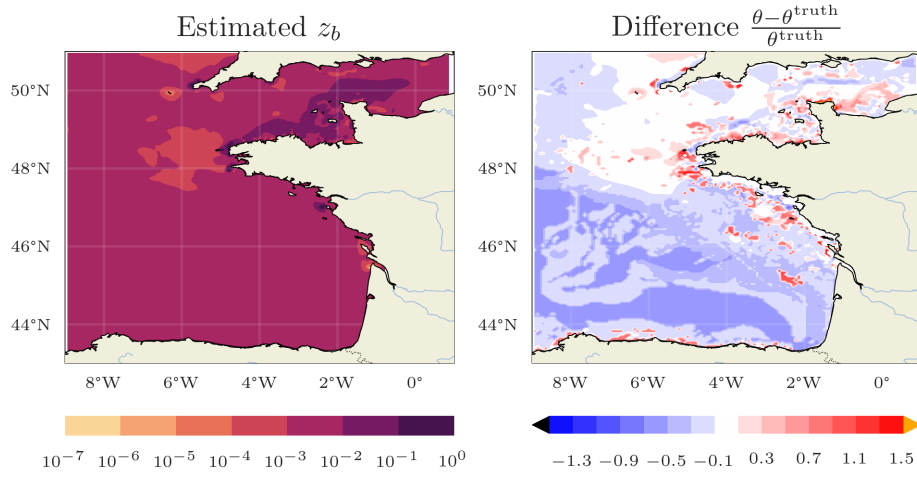 Estimated z_b
Difference \frac{\theta-\theta^{truth}}{\theta^{truth}}
50°N
48°N
46°N
44°N
8°W 6°W 4°W 2°W 0°
50°N
48°N
46°N
44°N
8°W 6°W 4°W 2°W 0°
10^{-7} 10^{-6} 10^{-5} 10^{-4} 10^{-3} 10^{-2} 10^{-1} 10^{0}
−1.3 −0.9 −0.5 −0.1 0.3 0.7 1.1 1.5